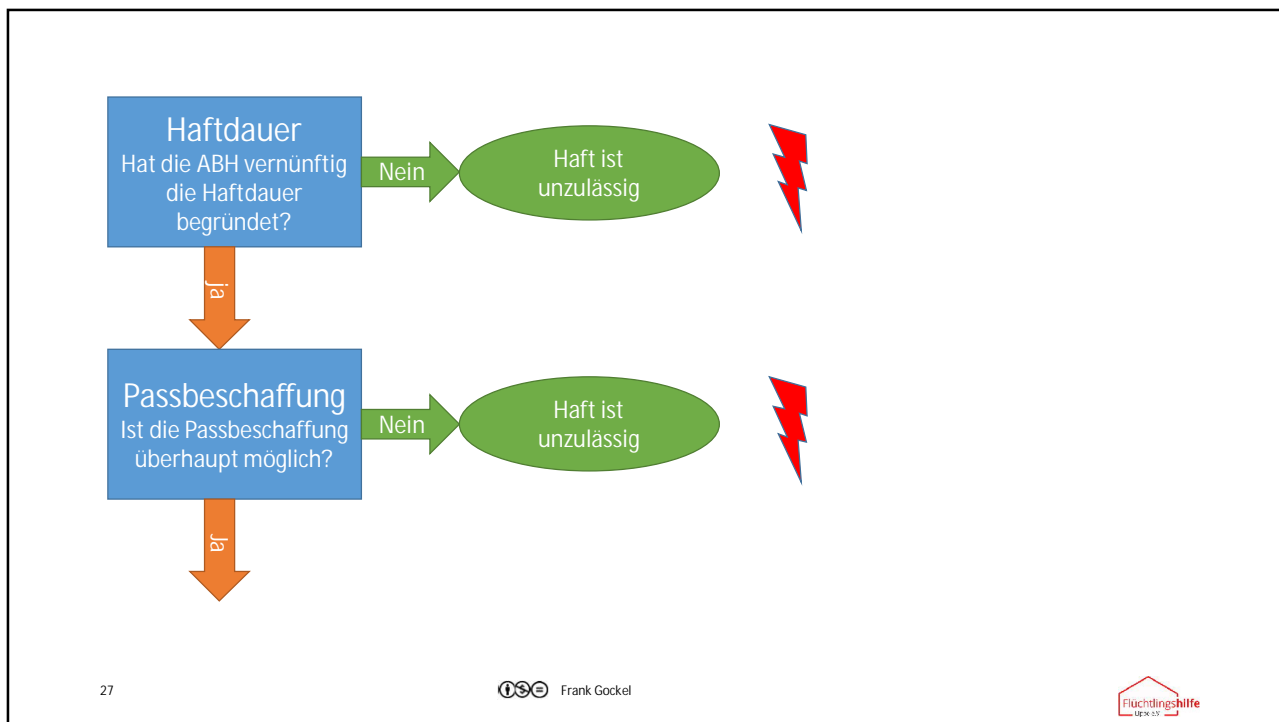 Haftdauer
Hat die ABH vernünftig
die Haftdauer
begründet?
Nein
Haft ist
unzulässig
ja
Passbeschaffung
Ist die Passbeschaffung
überhaupt möglich?
Nein
Haft ist
unzulässig
Ja
27
Frank Gockel
Flüchtlingshilfe
Lippe e.V.